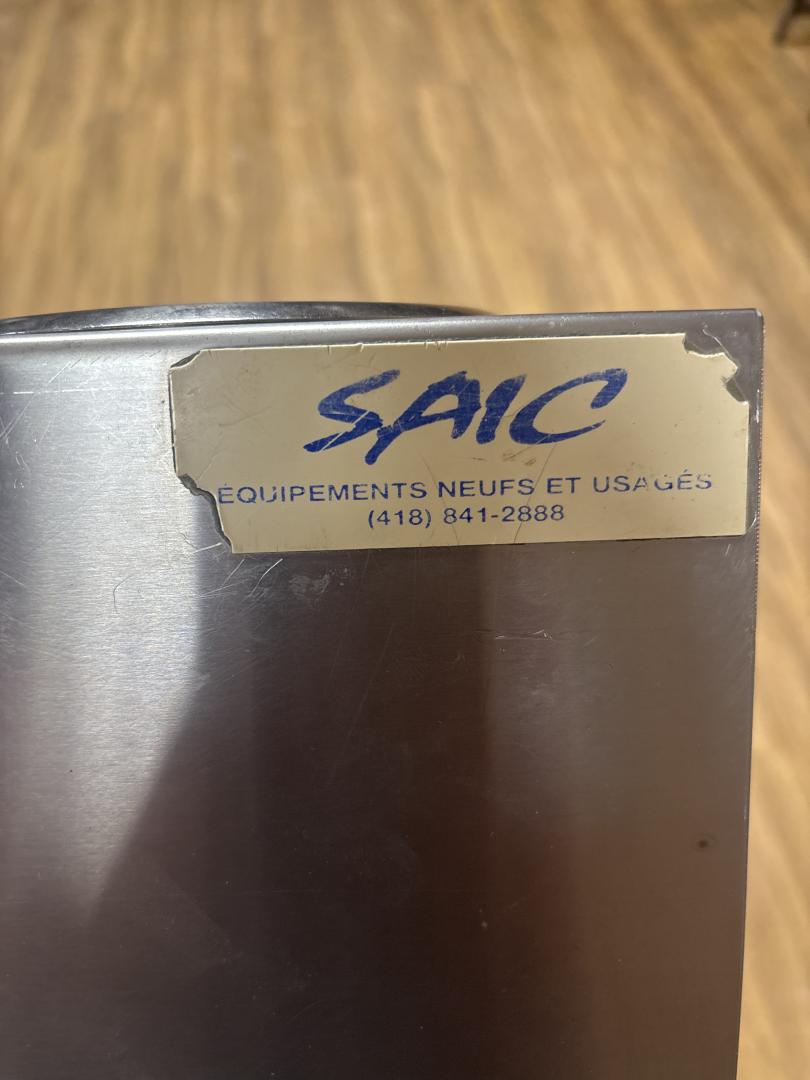 SAIC
ÉQUIPEMENTS NEUFS ET USAGÉS
(418) 841-2888